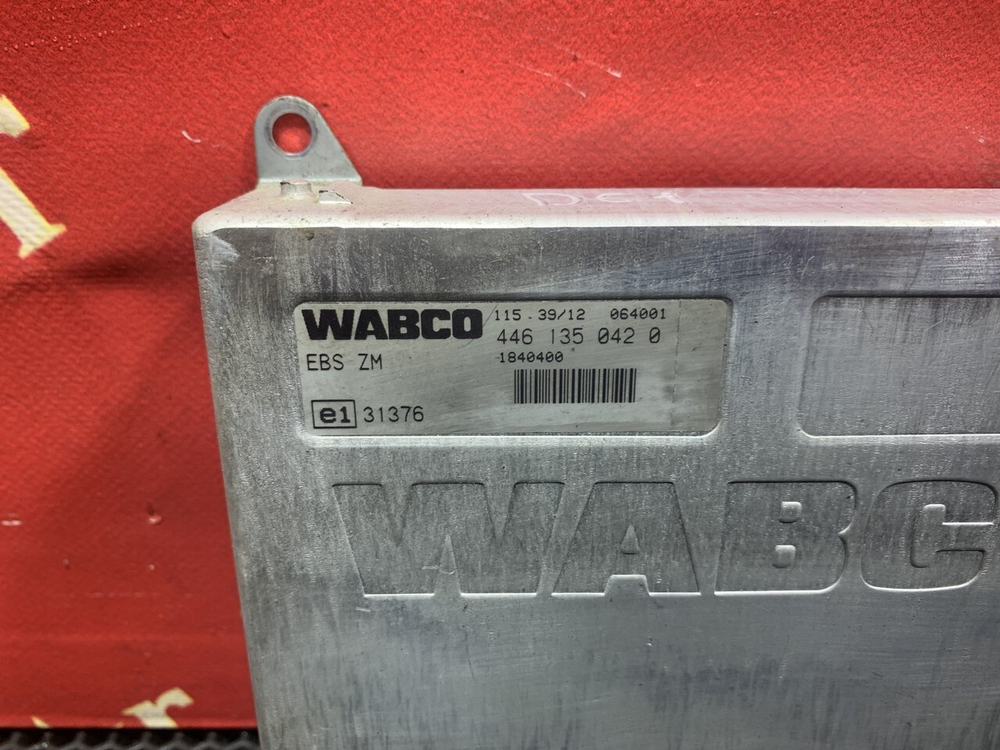 WABCO 115 - 39/12 064001
446 135 042 0
EBS ZM 1840400
e1 31376
WABC